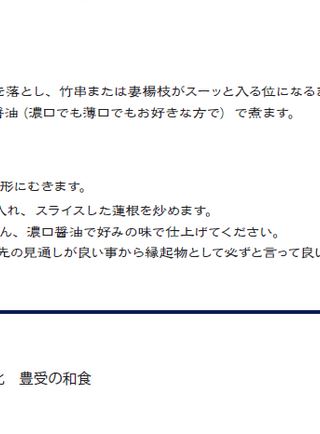 を落とし、竹串または妻楊枝がスーッと入る位になるま
醤油（濃口でも薄口でもお好きな方で）で煮ます。
形にむきます。
入れ、スライスした蓮根を炒めます。
ん、濃口醤油で好みの味で仕上げてください。
先の見通しが良い事から縁起物として必ずと言って良い
豊受の和食